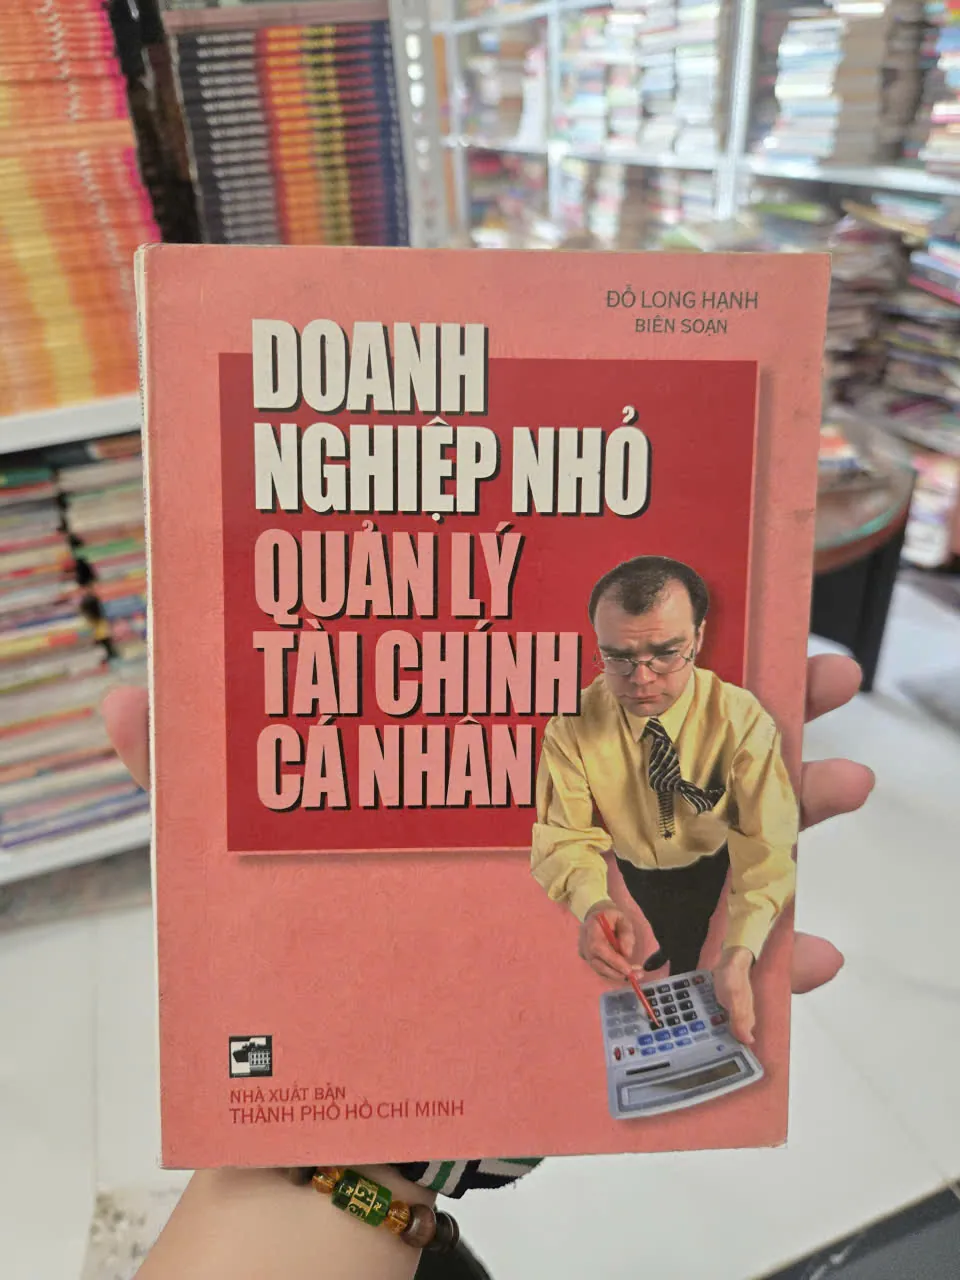 ĐỖ LONG HẠNH
BIÊN SOẠN
DOANH
NGHIỆP NHỎ
QUẢN LÝ
TÀI CHÍNH
CÁ NHÂN
NHÀ XUẤT BẢN
THÀNH PHỐ HỒ CHÍ MINH